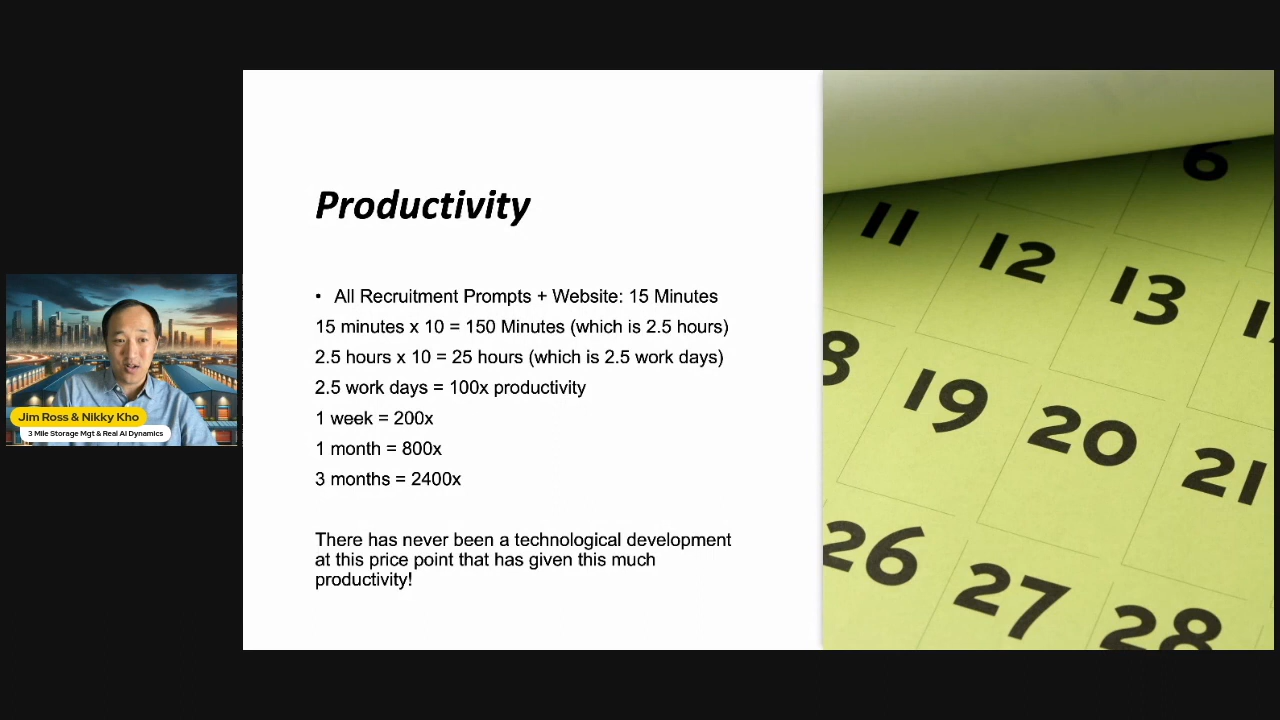 Productivity
• All Recruitment Prompts + Website: 15 Minutes
15 minutes x 10 = 150 Minutes (which is 2.5 hours)
2.5 hours x 10 = 25 hours (which is 2.5 work days)
2.5 work days = 100x productivity
1 week = 200x
1 month = 800x
3 months = 2400x
There has never been a technological development
at this price point that has given this much
productivity!
Jim Ross & Nikky Kho
3 Mile Storage Mgt & Real AI Dynamics
6
11
12
13
19
20
21
26
27
28